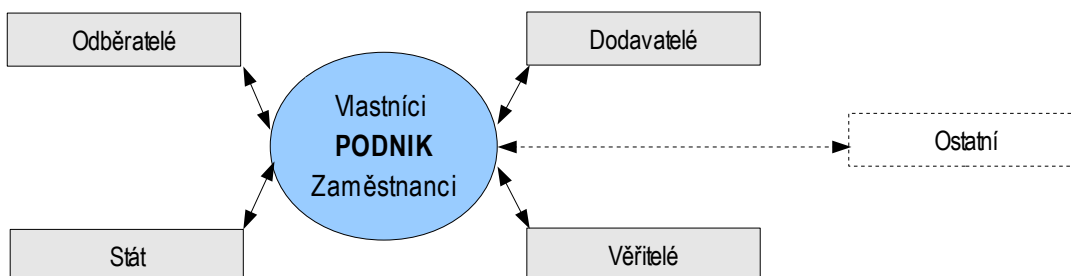 Odběratelé
Dodavatelé
Vlastníci
PODNIK
Zaměstnanci
Ostatní
Stát
Věřitelé